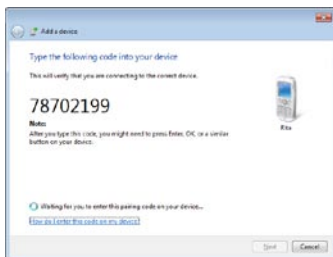 Add a device
Type the following code into your device
This will verify that you are connecting to the correct device.
78702199
Note:
After you type this code, you might need to press Enter, OK, or a similar
button on your device.
Rita
Waiting for you to enter this pairing code on your device...
How do I enter this code on my device?
Next
Cancel